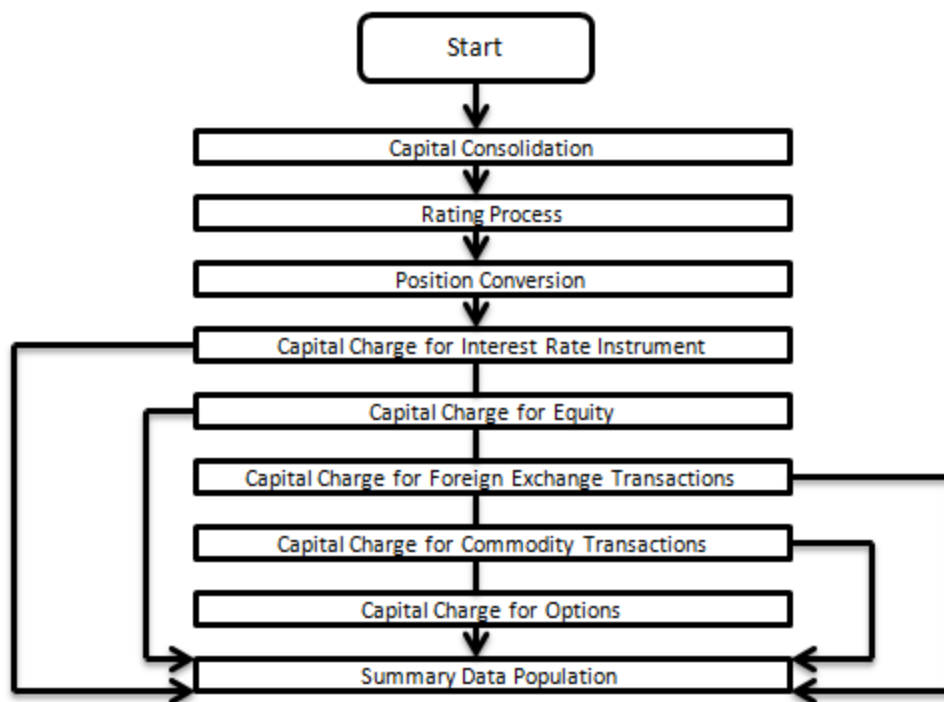 Start
Capital Consolidation
Rating Process
Position Conversion
Capital Charge for Interest Rate Instrument
Capital Charge for Equity
Capital Charge for Foreign Exchange Transactions
Capital Charge for Commodity Transactions
Capital Charge for Options
Summary Data Population